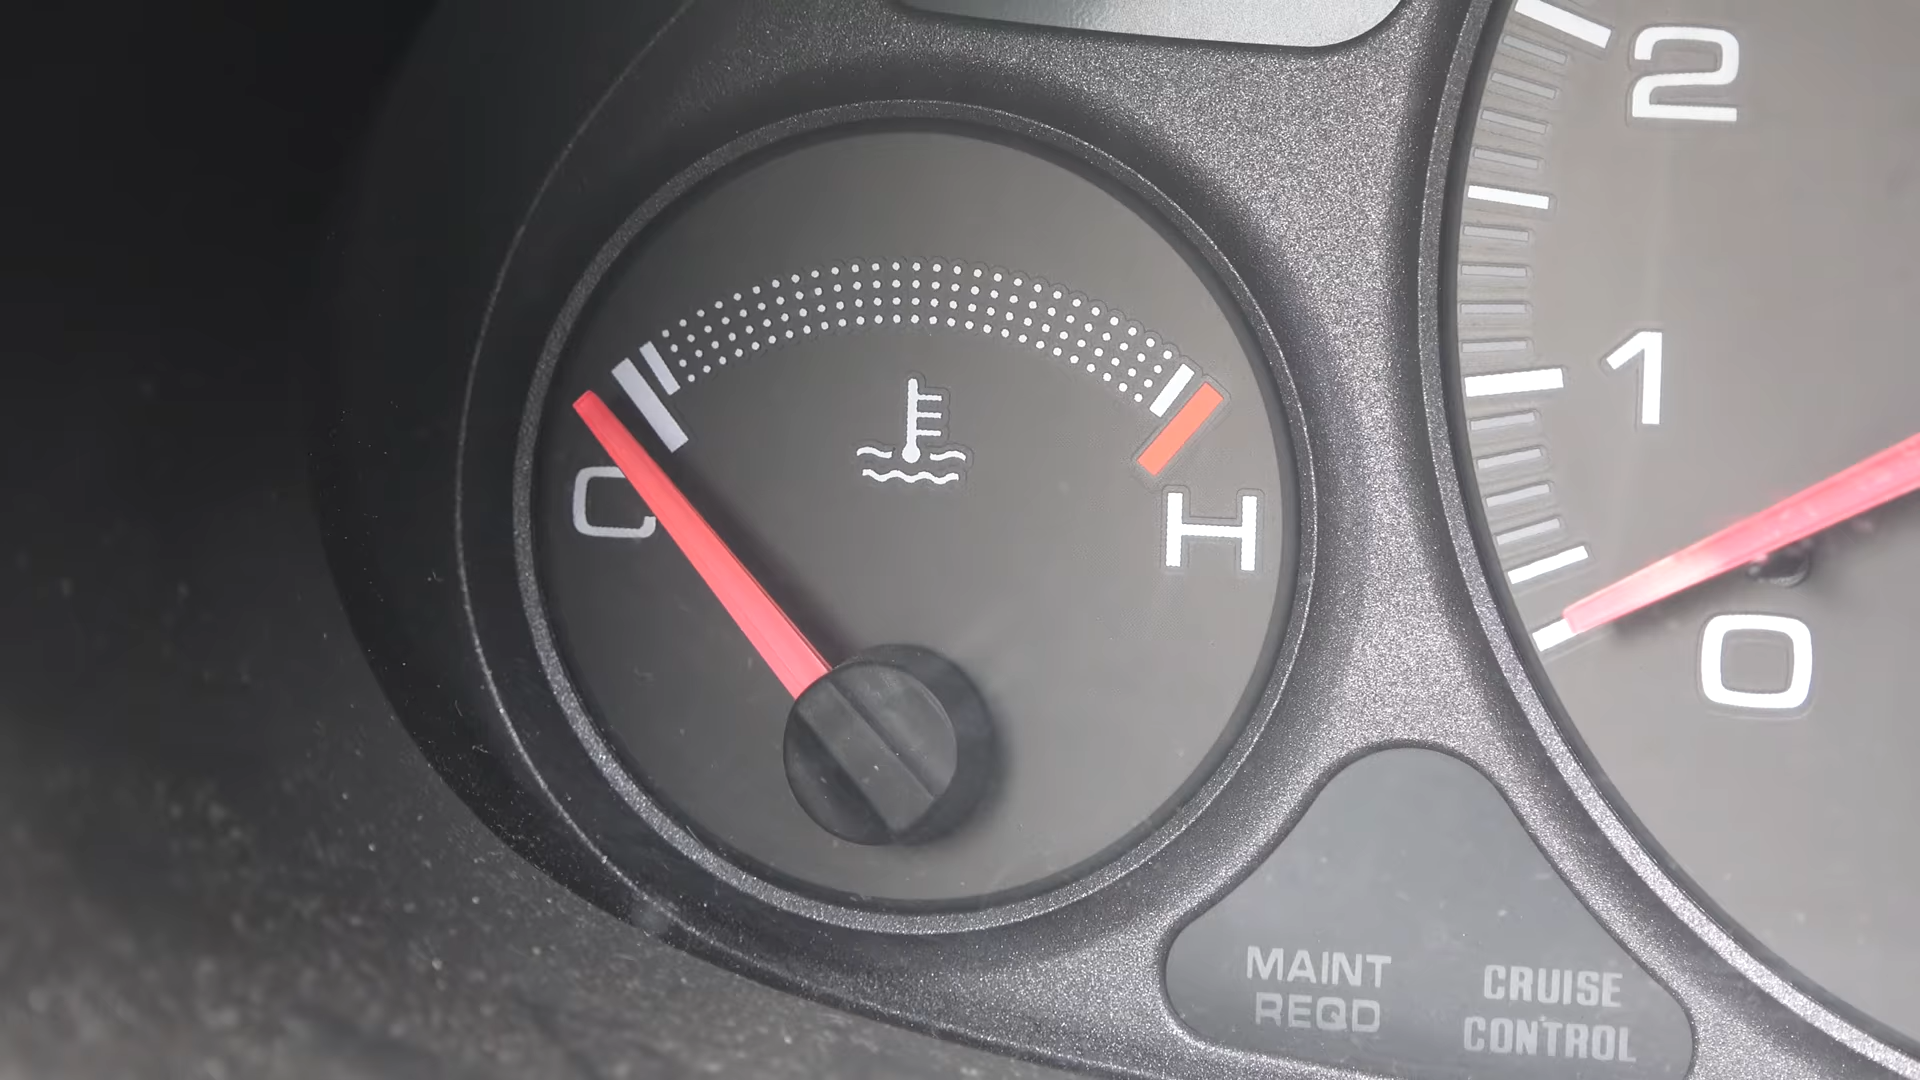 2
1
C
H
0
MAINT
REQD
CRUISE
CONTROL